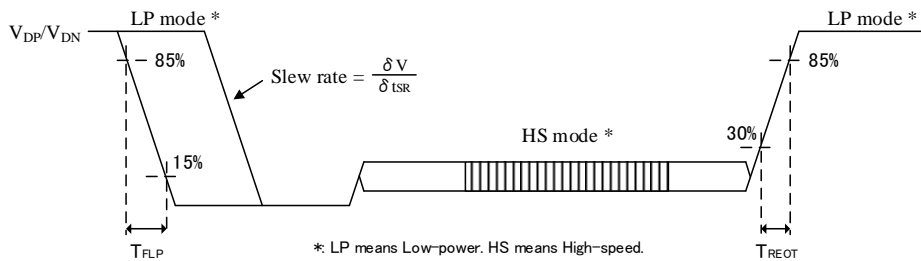 LP mode *
LP mode *
VDP/VDN
85%
Slew rate = δV / δtSR
85%
HS mode *
30%
15%
TFLP
*: LP means Low-power. HS means High-speed.
TREOT